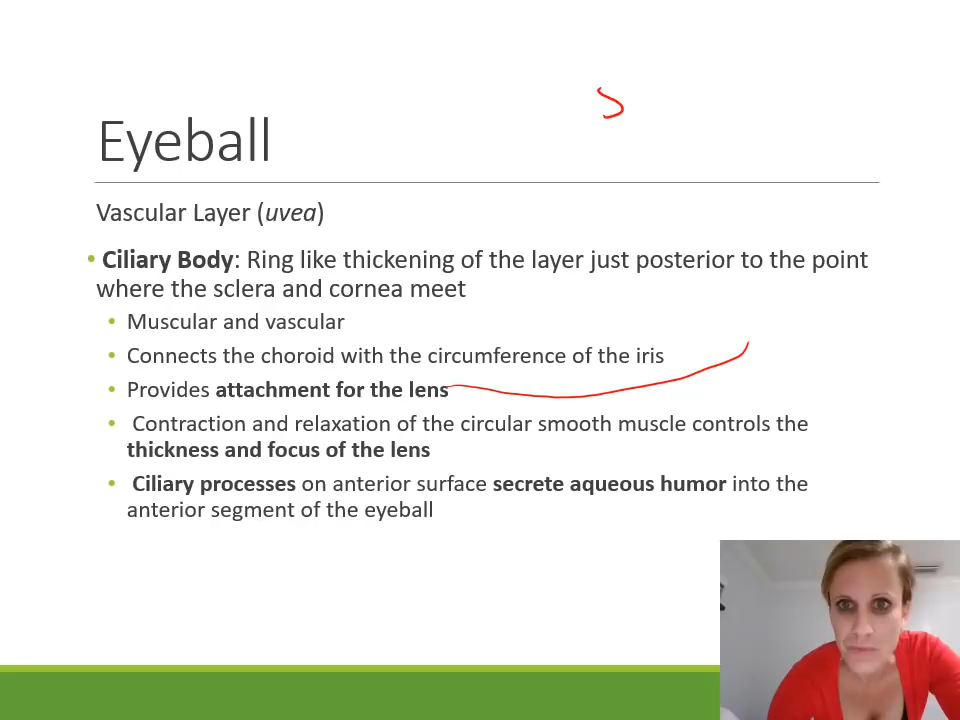 Eyeball
Vascular Layer (uvea)
• Ciliary Body: Ring like thickening of the layer just posterior to the point
where the sclera and cornea meet
• Muscular and vascular
• Connects the choroid with the circumference of the iris
• Provides attachment for the lens
• Contraction and relaxation of the circular smooth muscle controls the
thickness and focus of the lens
• Ciliary processes on anterior surface secrete aqueous humor into the
anterior segment of the eyeball